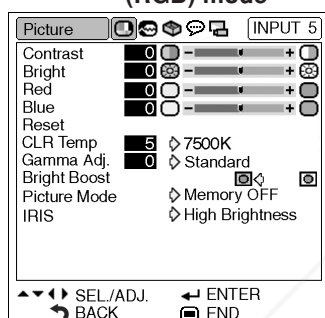 (RGB) mode
Picture INPUT 5
Contrast 0 - +
Bright 0 - +
Red 0 - +
Blue 0 - +
Reset
CLR Temp 5 7500K
Gamma Adj. 0 Standard
Bright Boost
Picture Mode Memory OFF
IRIS High Brightness
SEL./ADJ. ENTER
BACK END